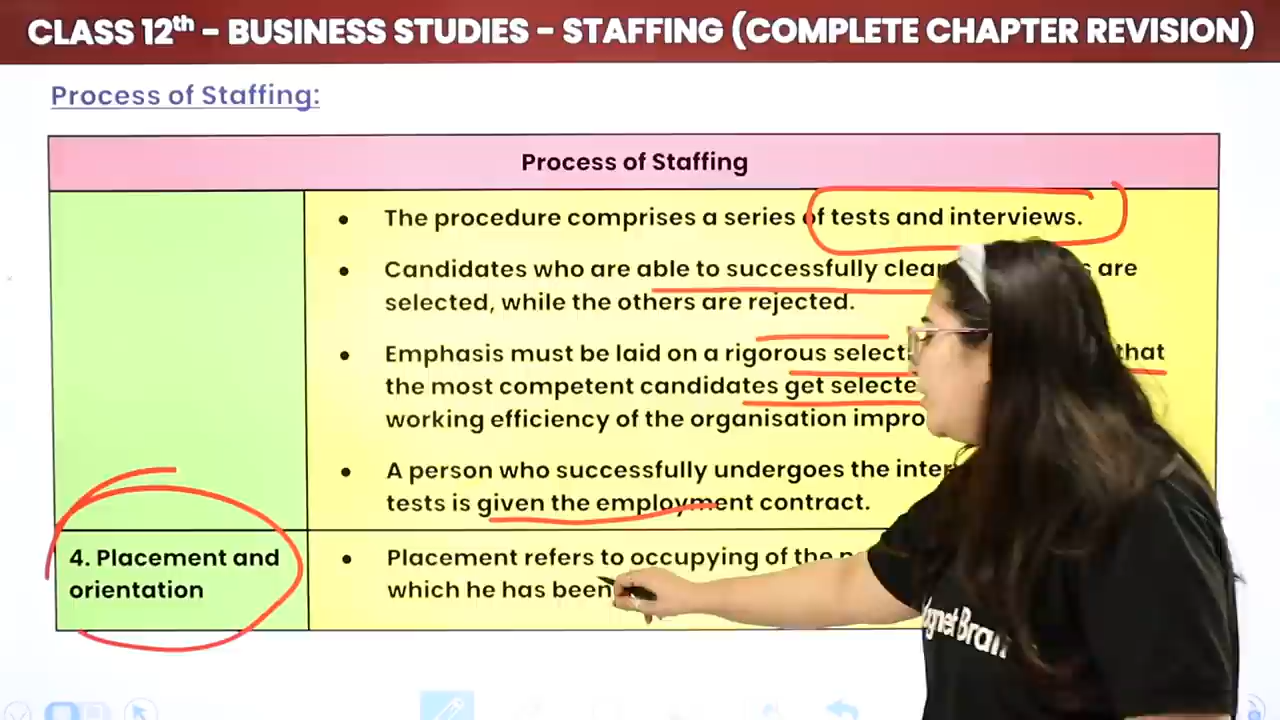 CLASS 12th - BUSINESS STUDIES - STAFFING (COMPLETE CHAPTER REVISION)
Process of Staffing:
Process of Staffing
• The procedure comprises a series of tests and interviews.
• Candidates who are able to successfully clear are
selected, while the others are rejected.
• Emphasis must be laid on a rigorous that
the most competent candidates get
working efficiency of the organisation
• A person who successfully undergoes the
tests is given the employment contract.
4. Placement and
orientation
• Placement refers to occupying of the
which he has been